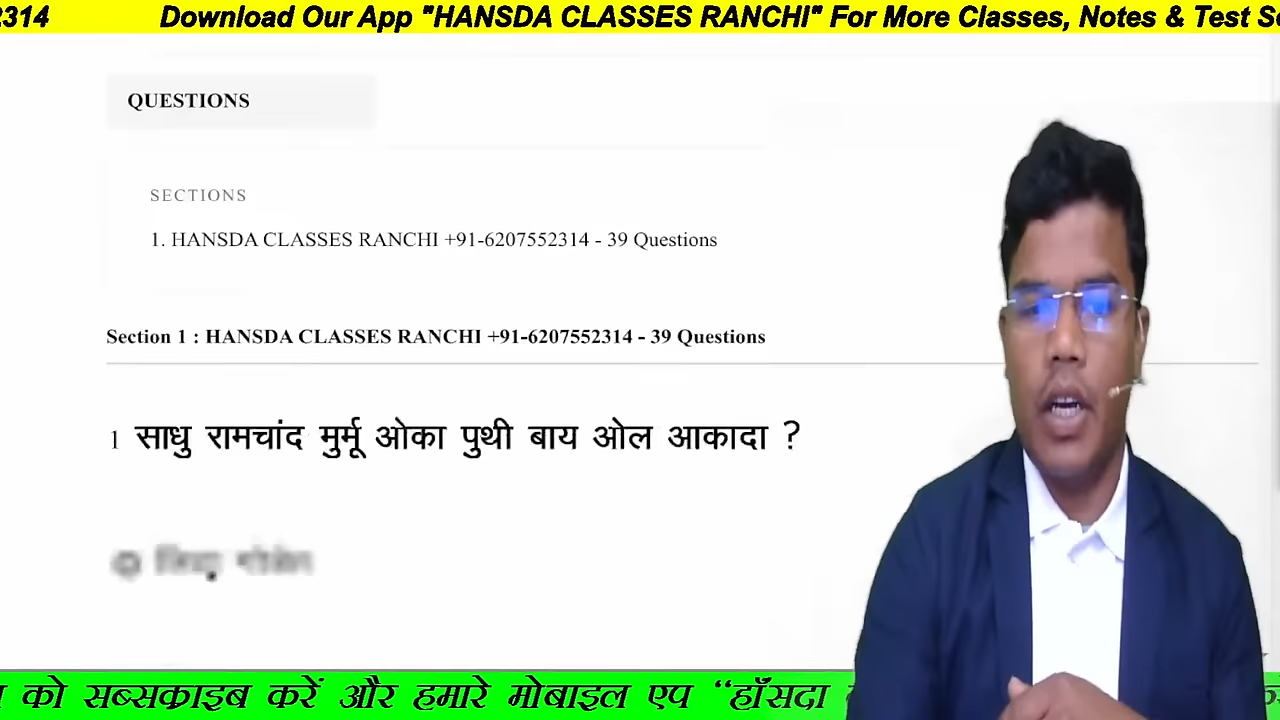 2314 Download Our App "HANSDA CLASSES RANCHI" For More Classes, Notes & Test
QUESTIONS
SECTIONS
1. HANSDA CLASSES RANCHI +91-6207552314 - 39 Questions
Section 1 : HANSDA CLASSES RANCHI +91-6207552314 - 39 Questions
1 साधु रामचांद मुर्मू ओका पुथी बाय ओल आकादा ?
को सब्सक्राइब करें और हमारे मोबाइल एप “हाँसदा